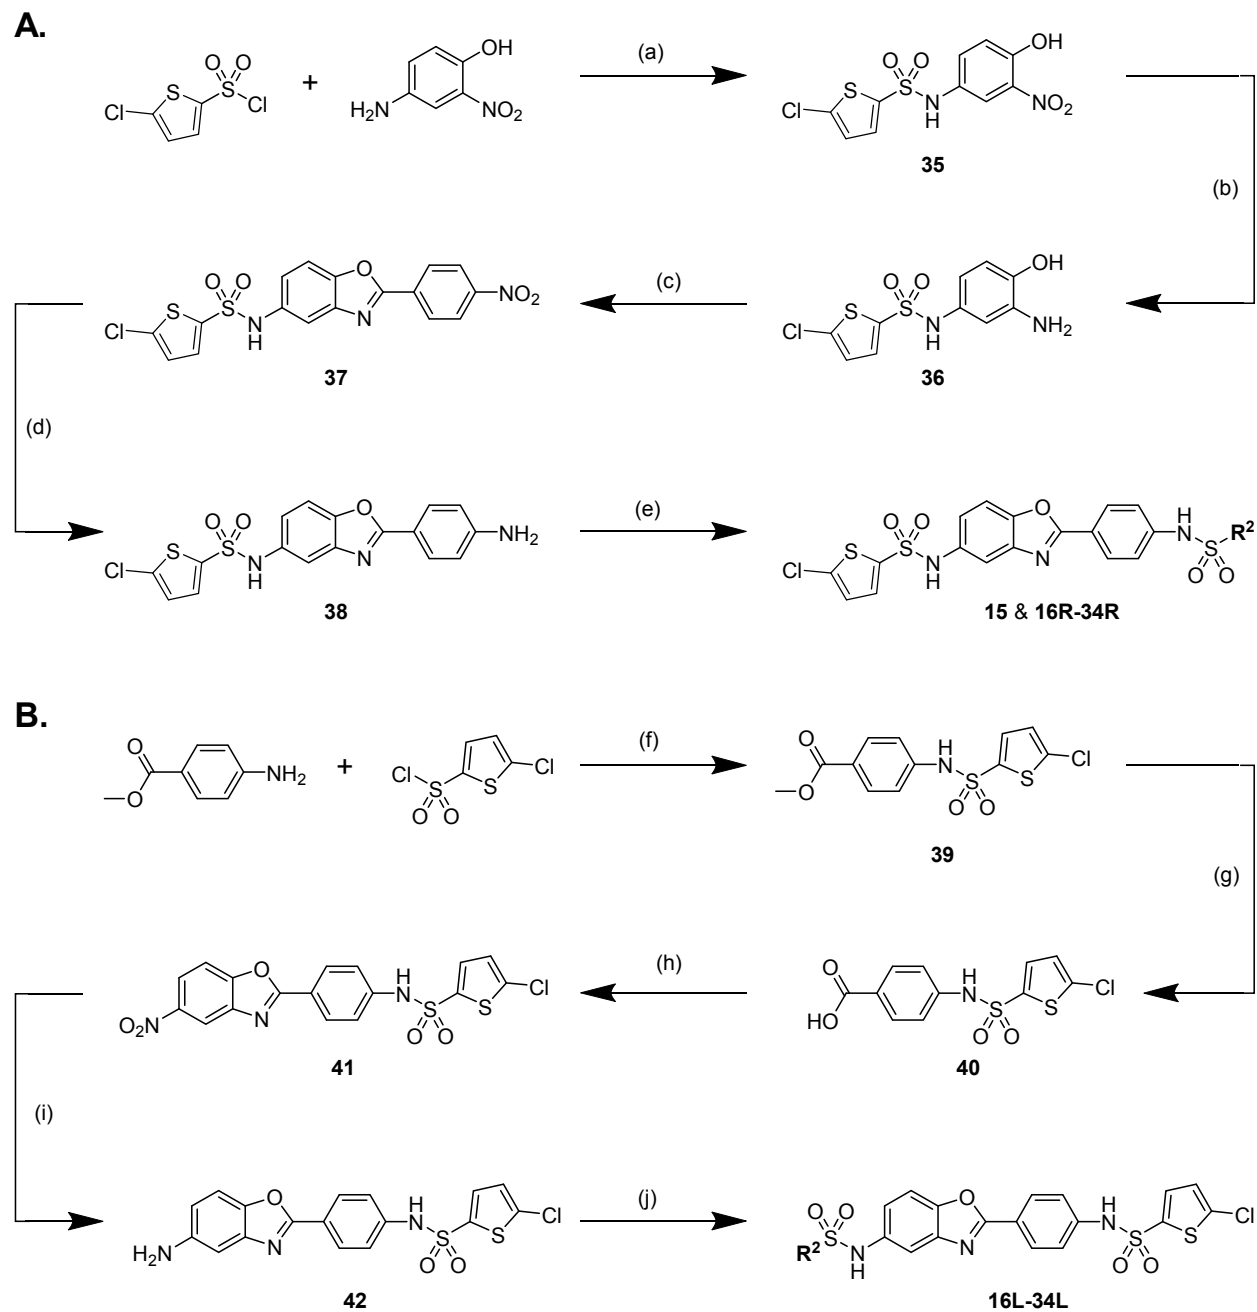 A.
Cl S S O O Cl + H2N OH NO2 (a) Cl S S O O N H OH NO2
35
(b)
Cl S S O O N H O N NO2 (c) Cl S S O O N H OH NH2
37 36
(d)
Cl S S O O N H O N NH2 (e) Cl S S O O N H O N H N S O O R2
38 15 & 16R-34R
B.
O O NH2 + Cl S O O S Cl (f) O O H N S O O S Cl
39
(g)
NO2 O N H N S O O S Cl (h) O HO H N S O O S Cl
41 40
(i)
H2N O N H N S O O S Cl (j) R2 S O O N H O N H N S O O S Cl
42 16L-34L